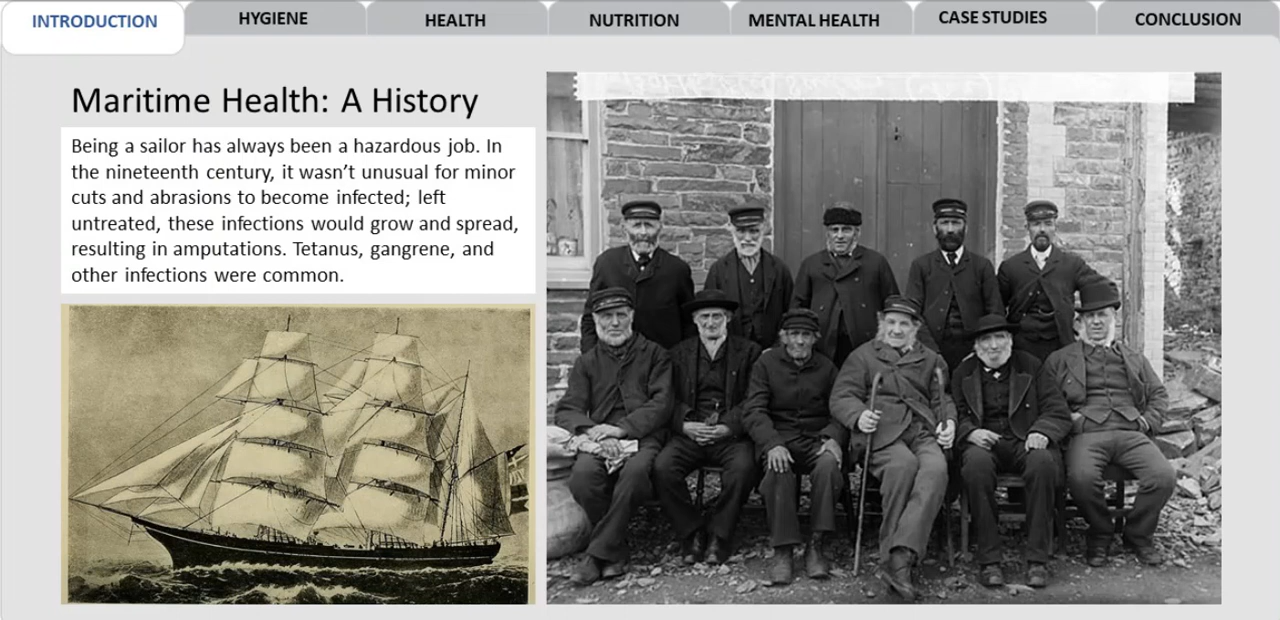 INTRODUCTION
HYGIENE
HEALTH
NUTRITION
MENTAL HEALTH
CASE STUDIES
CONCLUSION
Maritime Health: A History
Being a sailor has always been a hazardous job. In
the nineteenth century, it wasn’t unusual for minor
cuts and abrasions to become infected; left
untreated, these infections would grow and spread,
resulting in amputations. Tetanus, gangrene, and
other infections were common.